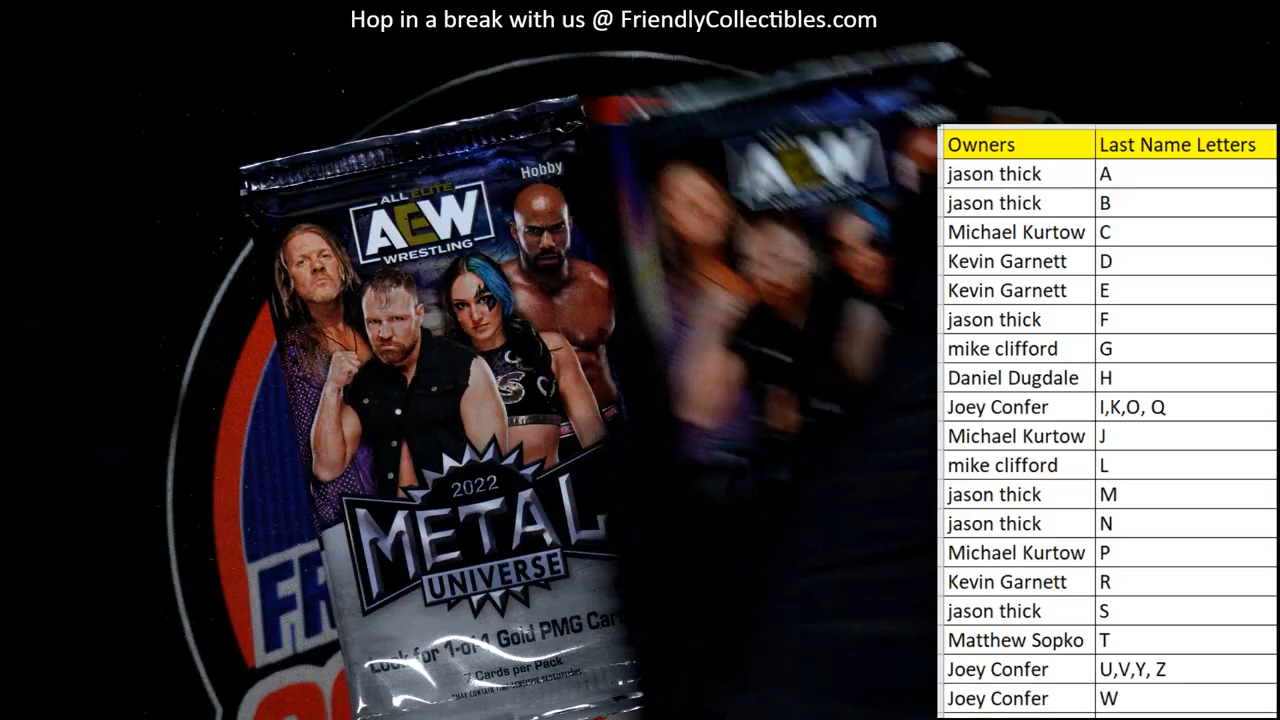 Hop in a break with us @ FriendlyCollectibles.com
Hobby
ALL ELITE
AEW
WRESTLING
2022
METAL
UNIVERSE
Look for 1-of-1 Gold PMG Card
7 Cards per Pack
AEW
FR
Owners Last Name Letters
jason thick A
jason thick B
Michael Kurtow C
Kevin Garnett D
Kevin Garnett E
jason thick F
mike clifford G
Daniel Dugdale H
Joey Confer I,K,O, Q
Michael Kurtow J
mike clifford L
jason thick M
jason thick N
Michael Kurtow P
Kevin Garnett R
jason thick S
Matthew Sopko T
Joey Confer U,V,Y, Z
Joey Confer W